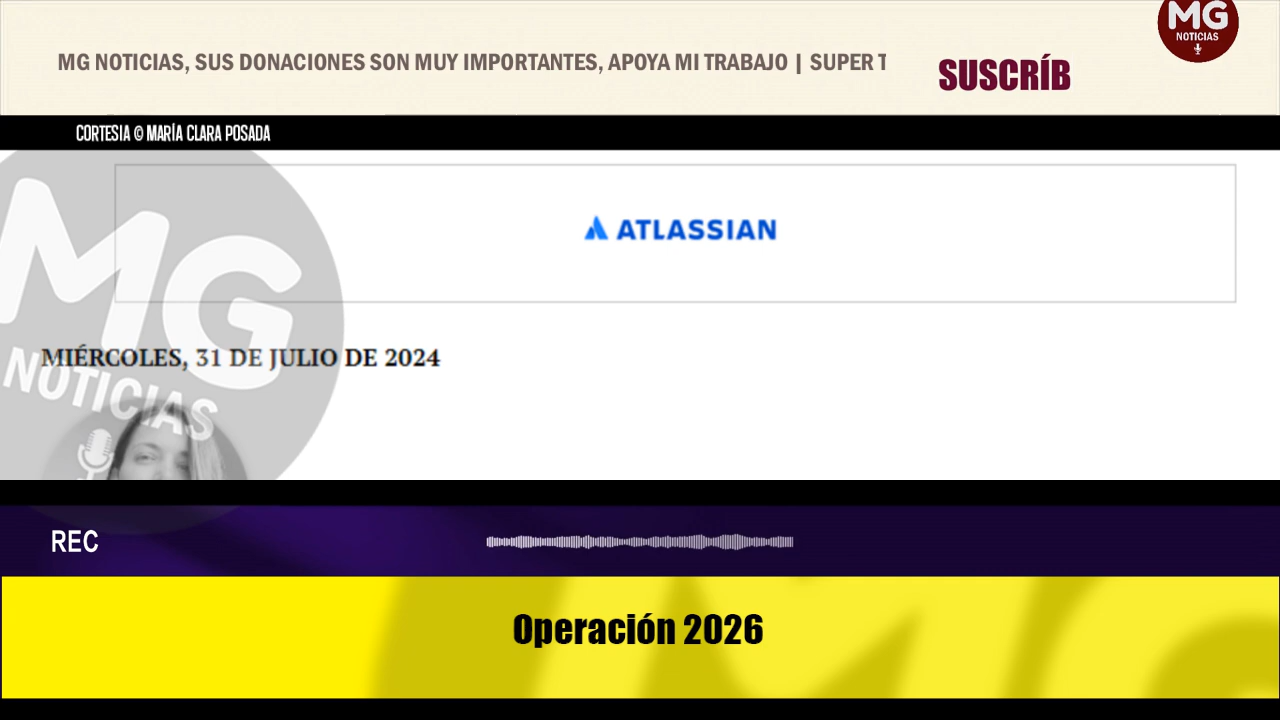 MG
NOTICIAS
MG NOTICIAS, SUS DONACIONES SON MUY IMPORTANTES, APOYA MI TRABAJO | SUPER T
SUSCRÍB
CORTESIA © MARÍA CLARA POSADA
ATLASSIAN
MG
NOTICIAS
MIÉRCOLES, 31 DE JULIO DE 2024
REC
Operación 2026